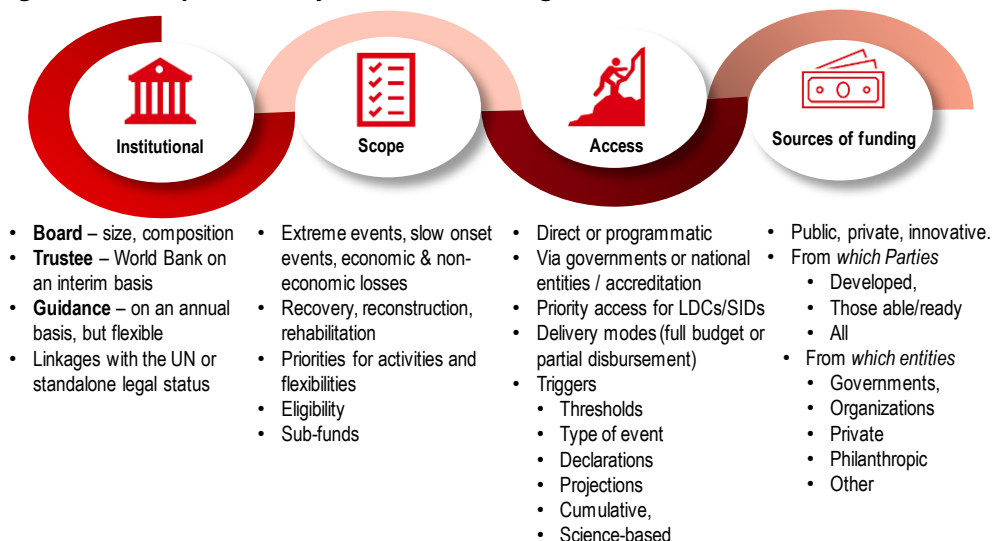 Institutional
Scope
Access
Sources of funding
• Board – size, composition
• Trustee – World Bank on
an interim basis
• Guidance – on an annual
basis, but flexible
• Linkages with the UN or
standalone legal status
• Extreme events, slow onset
events, economic & non-
economic losses
• Recovery, reconstruction,
rehabilitation
• Priorities for activities and
flexibilities
• Eligibility
• Sub-funds
• Direct or programmatic
• Via governments or national
entities / accreditation
• Priority access for LDCs/SIDs
• Delivery modes (full budget or
partial disbursement)
• Triggers
• Thresholds
• Type of event
• Declarations
• Projections
• Cumulative,
• Science-based
• Public, private, innovative.
• From which Parties
• Developed,
• Those able/ready
• All
• From which entities
• Governments,
• Organizations
• Private
• Philanthropic
• Other